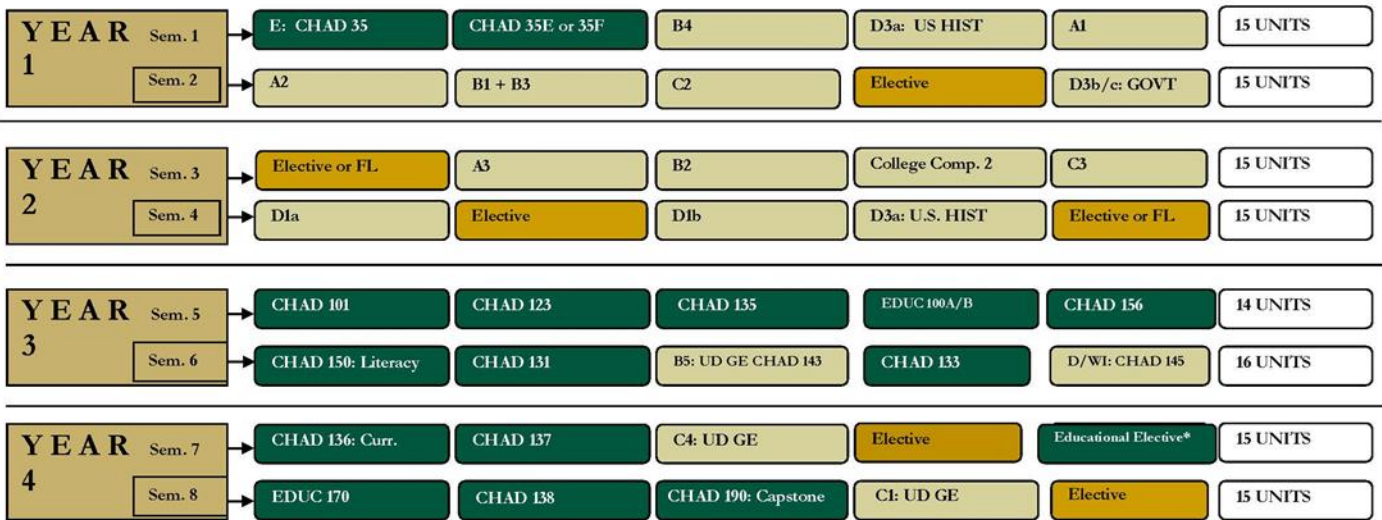 YEAR 1
Sem. 1
E: CHAD 35
CHAD 35E or 35F
B4
D3a: US HIST
A1
15 UNITS
Sem. 2
A2
B1 + B3
C2
Elective
D3b/c: GOVT
15 UNITS
YEAR 2
Sem. 3
Elective or FL
A3
B2
College Comp. 2
C3
15 UNITS
Sem. 4
D1a
Elective
D1b
D3a: U.S. HIST
Elective or FL
15 UNITS
YEAR 3
Sem. 5
CHAD 101
CHAD 123
CHAD 135
EDUC 100A/B
CHAD 156
14 UNITS
Sem. 6
CHAD 150: Literacy
CHAD 131
B5: UD GE CHAD 143
CHAD 133
D/WI: CHAD 145
16 UNITS
YEAR 4
Sem. 7
CHAD 136: Curr.
CHAD 137
C4: UD GE
Elective
Educational Elective*
15 UNITS
Sem. 8
EDUC 170
CHAD 138
CHAD 190: Capstone
C1: UD GE
Elective
15 UNITS